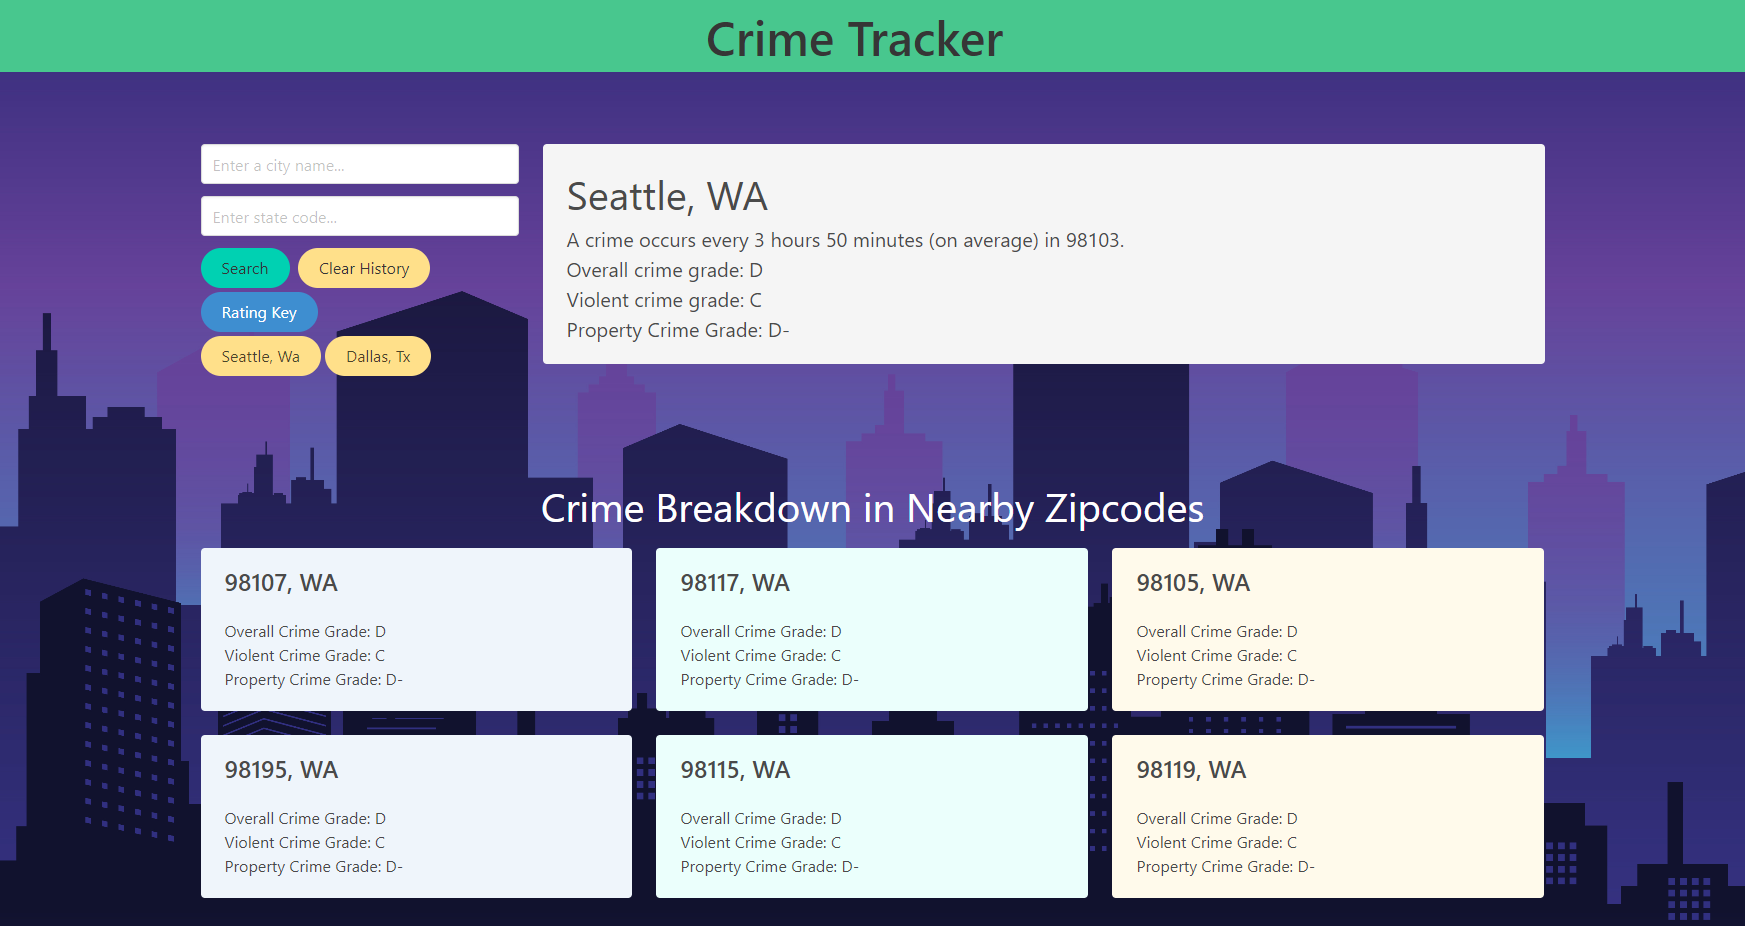 Crime Tracker
Enter a city name...
Enter state code...
Search
Clear History
Rating Key
Seattle, Wa
Dallas, Tx
Seattle, WA
A crime occurs every 3 hours 50 minutes (on average) in 98103.
Overall crime grade: D
Violent crime grade: C
Property Crime Grade: D-
Crime Breakdown in Nearby Zipcodes
98107, WA
Overall Crime Grade: D
Violent Crime Grade: C
Property Crime Grade: D-
98117, WA
Overall Crime Grade: D
Violent Crime Grade: C
Property Crime Grade: D-
98105, WA
Overall Crime Grade: D
Violent Crime Grade: C
Property Crime Grade: D-
98195, WA
Overall Crime Grade: D
Violent Crime Grade: C
Property Crime Grade: D-
98115, WA
Overall Crime Grade: D
Violent Crime Grade: C
Property Crime Grade: D-
98119, WA
Overall Crime Grade: D
Violent Crime Grade: C
Property Crime Grade: D-